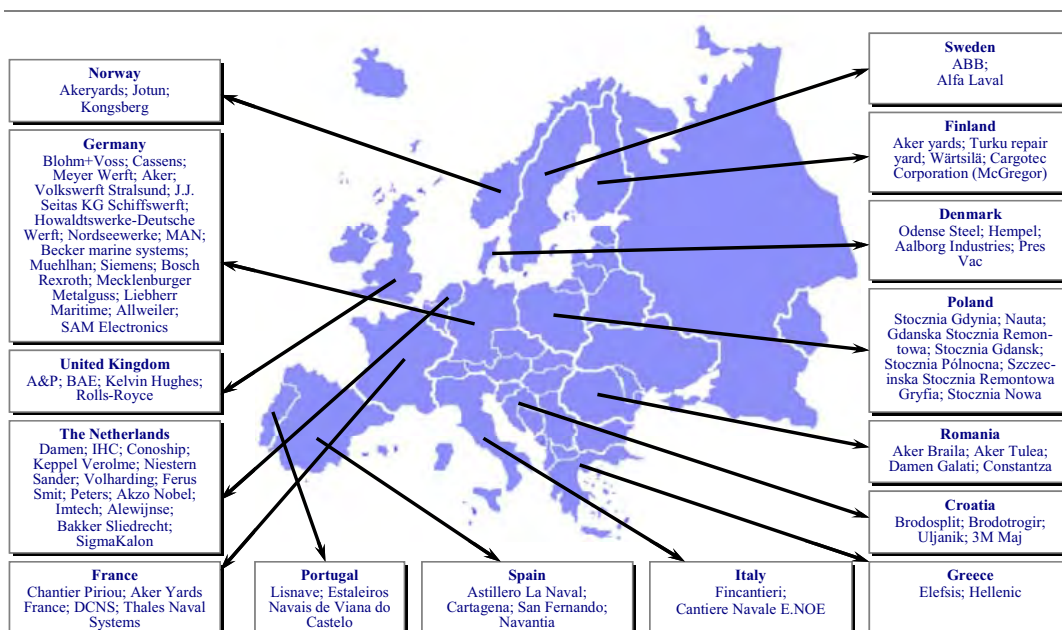 Norway
Akeryards; Jotun;
Kongsberg
Germany
Blohm+Voss; Cassens;
Meyer Werft; Aker;
Volkswerft Stralsund; J.J.
Seitas KG Schiffswerft;
Howaldtswerke-Deutsche
Werft; Nordseewerke; MAN;
Becker marine systems;
Muehlhan; Siemens; Bosch
Rexroth; Mecklenburger
Metalguss; Liebherr
Maritime; Allweiler;
SAM Electronics
United Kingdom
A&P; BAE; Kelvin Hughes;
Rolls-Royce
The Netherlands
Damen; IHC; Conoship;
Keppel Verolme; Niestern
Sander; Volharding; Ferus
Smit; Peters; Akzo Nobel;
Imtech; Alewijnse;
Bakker Sliedrecht;
SigmaKalon
France
Chantier Piriou; Aker Yards
France; DCNS; Thales Naval
Systems
Portugal
Lisnave; Estaleiros
Navais de Viana do
Castelo
Spain
Astillero La Naval;
Cartagena; San Fernando;
Navantia
Italy
Fincantieri;
Cantiere Navale E.NOE
Sweden
ABB;
Alfa Laval
Finland
Aker yards; Turku repair
yard; Wärtsilä; Cargotec
Corporation (McGregor)
Denmark
Odense Steel; Hempel;
Aalborg Industries; Pres
Vac
Poland
Stocznia Gdynia; Nauta;
Gdanska Stocznia Remon-
towa; Stocznia Gdansk;
Stocznia Pólnocna; Szczec-
inska Stocznia Remontowa
Gryfia; Stocznia Nowa
Romania
Aker Braila; Aker Tulea;
Damen Galati; Constantza
Croatia
Brodosplit; Brodotrogir;
Uljanik; 3M Maj
Greece
Elefsis; Hellenic